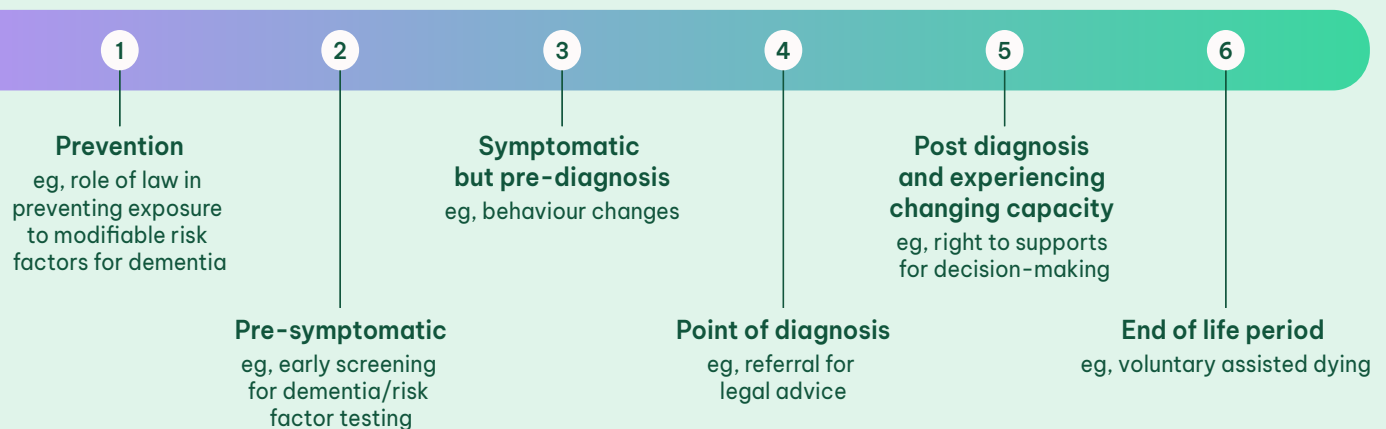 1
2
3
4
5
6
Prevention
eg, role of law in
preventing exposure
to modifiable risk
factors for dementia
Pre-symptomatic
eg, early screening
for dementia/risk
factor testing
Symptomatic
but pre-diagnosis
eg, behaviour changes
Point of diagnosis
eg, referral for
legal advice
Post diagnosis
and experiencing
changing capacity
eg, right to supports
for decision-making
End of life period
eg, voluntary assisted dying